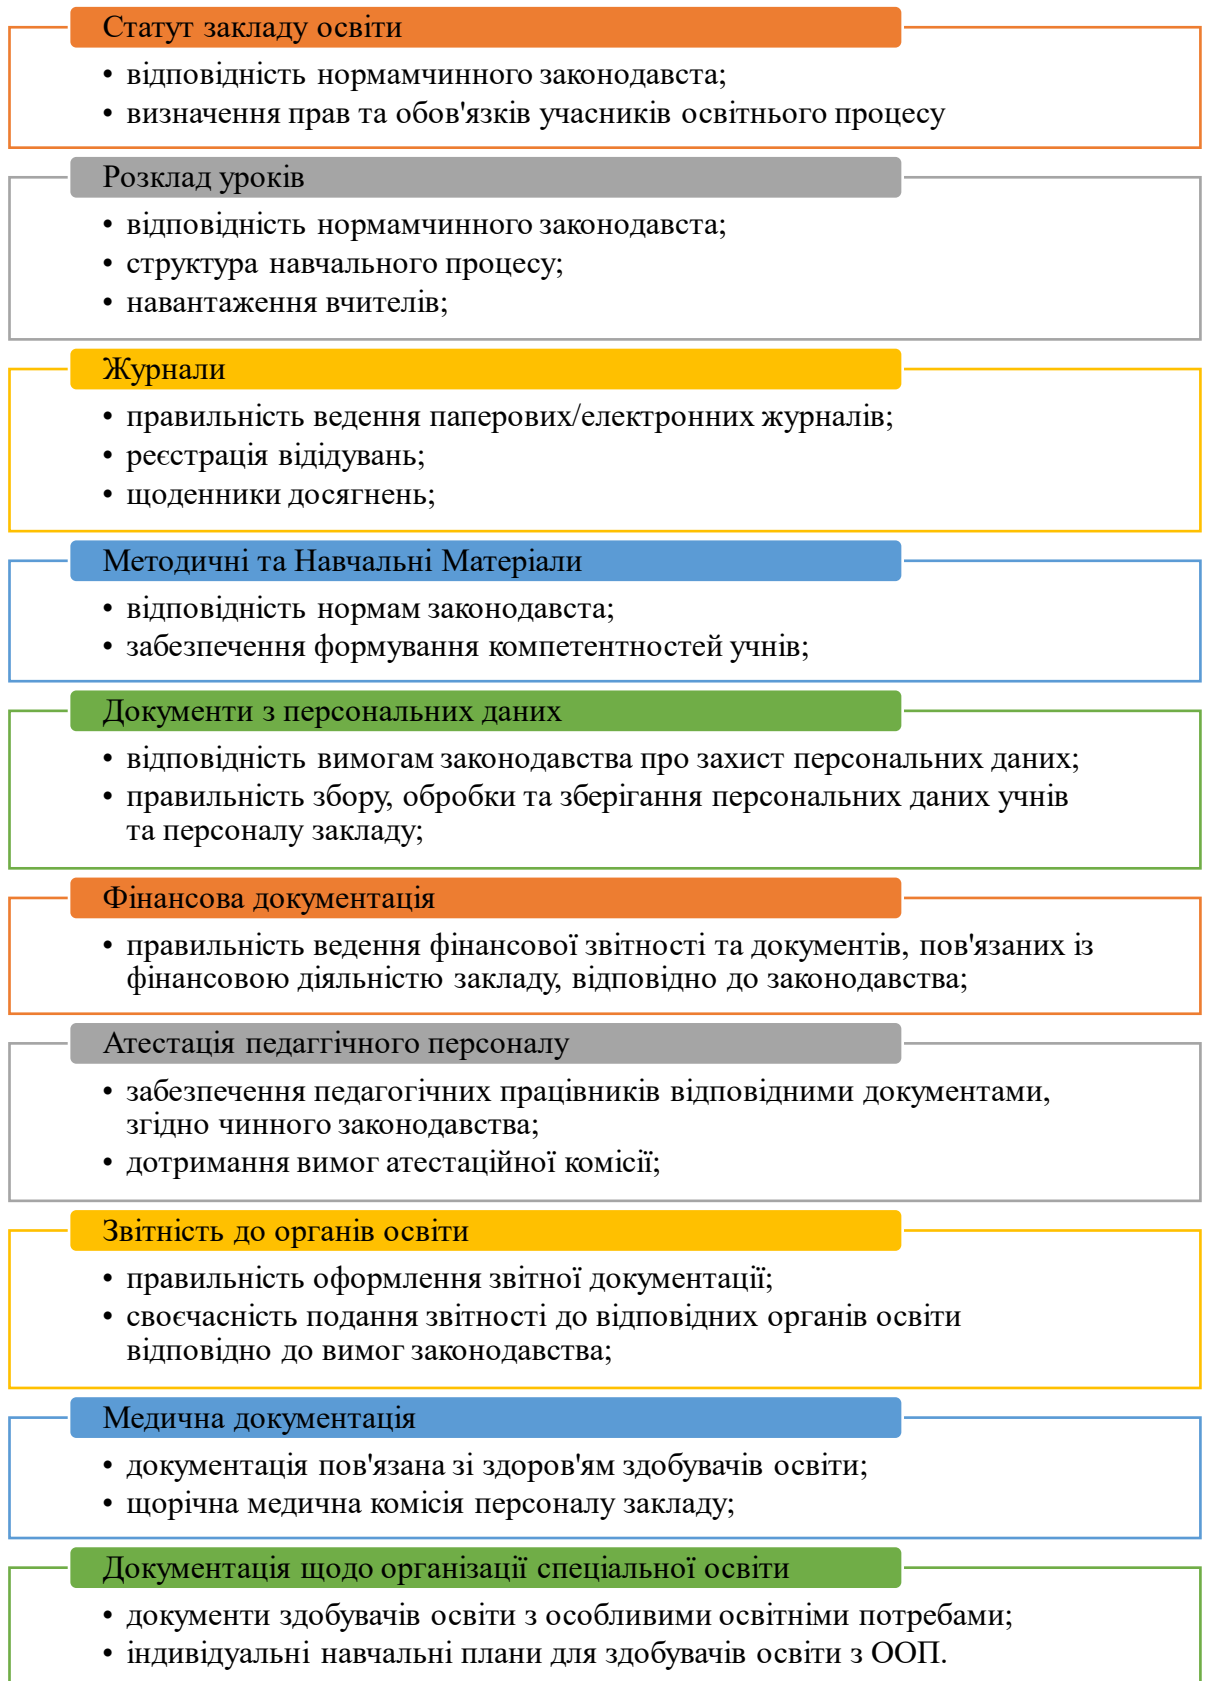 Статут закладу освіти
• відповідність нормамчинного законодавста;
• визначення прав та обов'язків учасників освітнього процесу
Розклад уроків
• відповідність нормамчинного законодавста;
• структура навчального процесу;
• навантаження вчителів;
Журнали
• правильність ведення паперових/електронних журналів;
• реєстрація відідувань;
• щоденники досягнень;
Методичні та Навчальні Матеріали
• відповідність нормам законодавста;
• забезпечення формування компетентностей учнів;
Документи з персональних даних
• відповідність вимогам законодавства про захист персональних даних;
• правильність збору, обробки та зберігання персональних даних учнів
та персоналу закладу;
Фінансова документація
• правильність ведення фінансової звітності та документів, пов'язаних із
фінансовою діяльністю закладу, відповідно до законодавства;
Атестація педаггічного персоналу
• забезпечення педагогічних працівників відповідними документами,
згідно чинного законодавства;
• дотримання вимог атестаційної комісії;
Звітність до органів освіти
• правильність оформлення звітної документації;
• своєчасність подання звітності до відповідних органів освіти
відповідно до вимог законодавства;
Медична документація
• документація пов'язана зі здоров'ям здобувачів освіти;
• щорічна медична комісія персоналу закладу;
Документація щодо організації спеціальної освіти
• документи здобувачів освіти з особливими освітніми потребами;
• індивідуальні навчальні плани для здобувачів освіти з ООП.